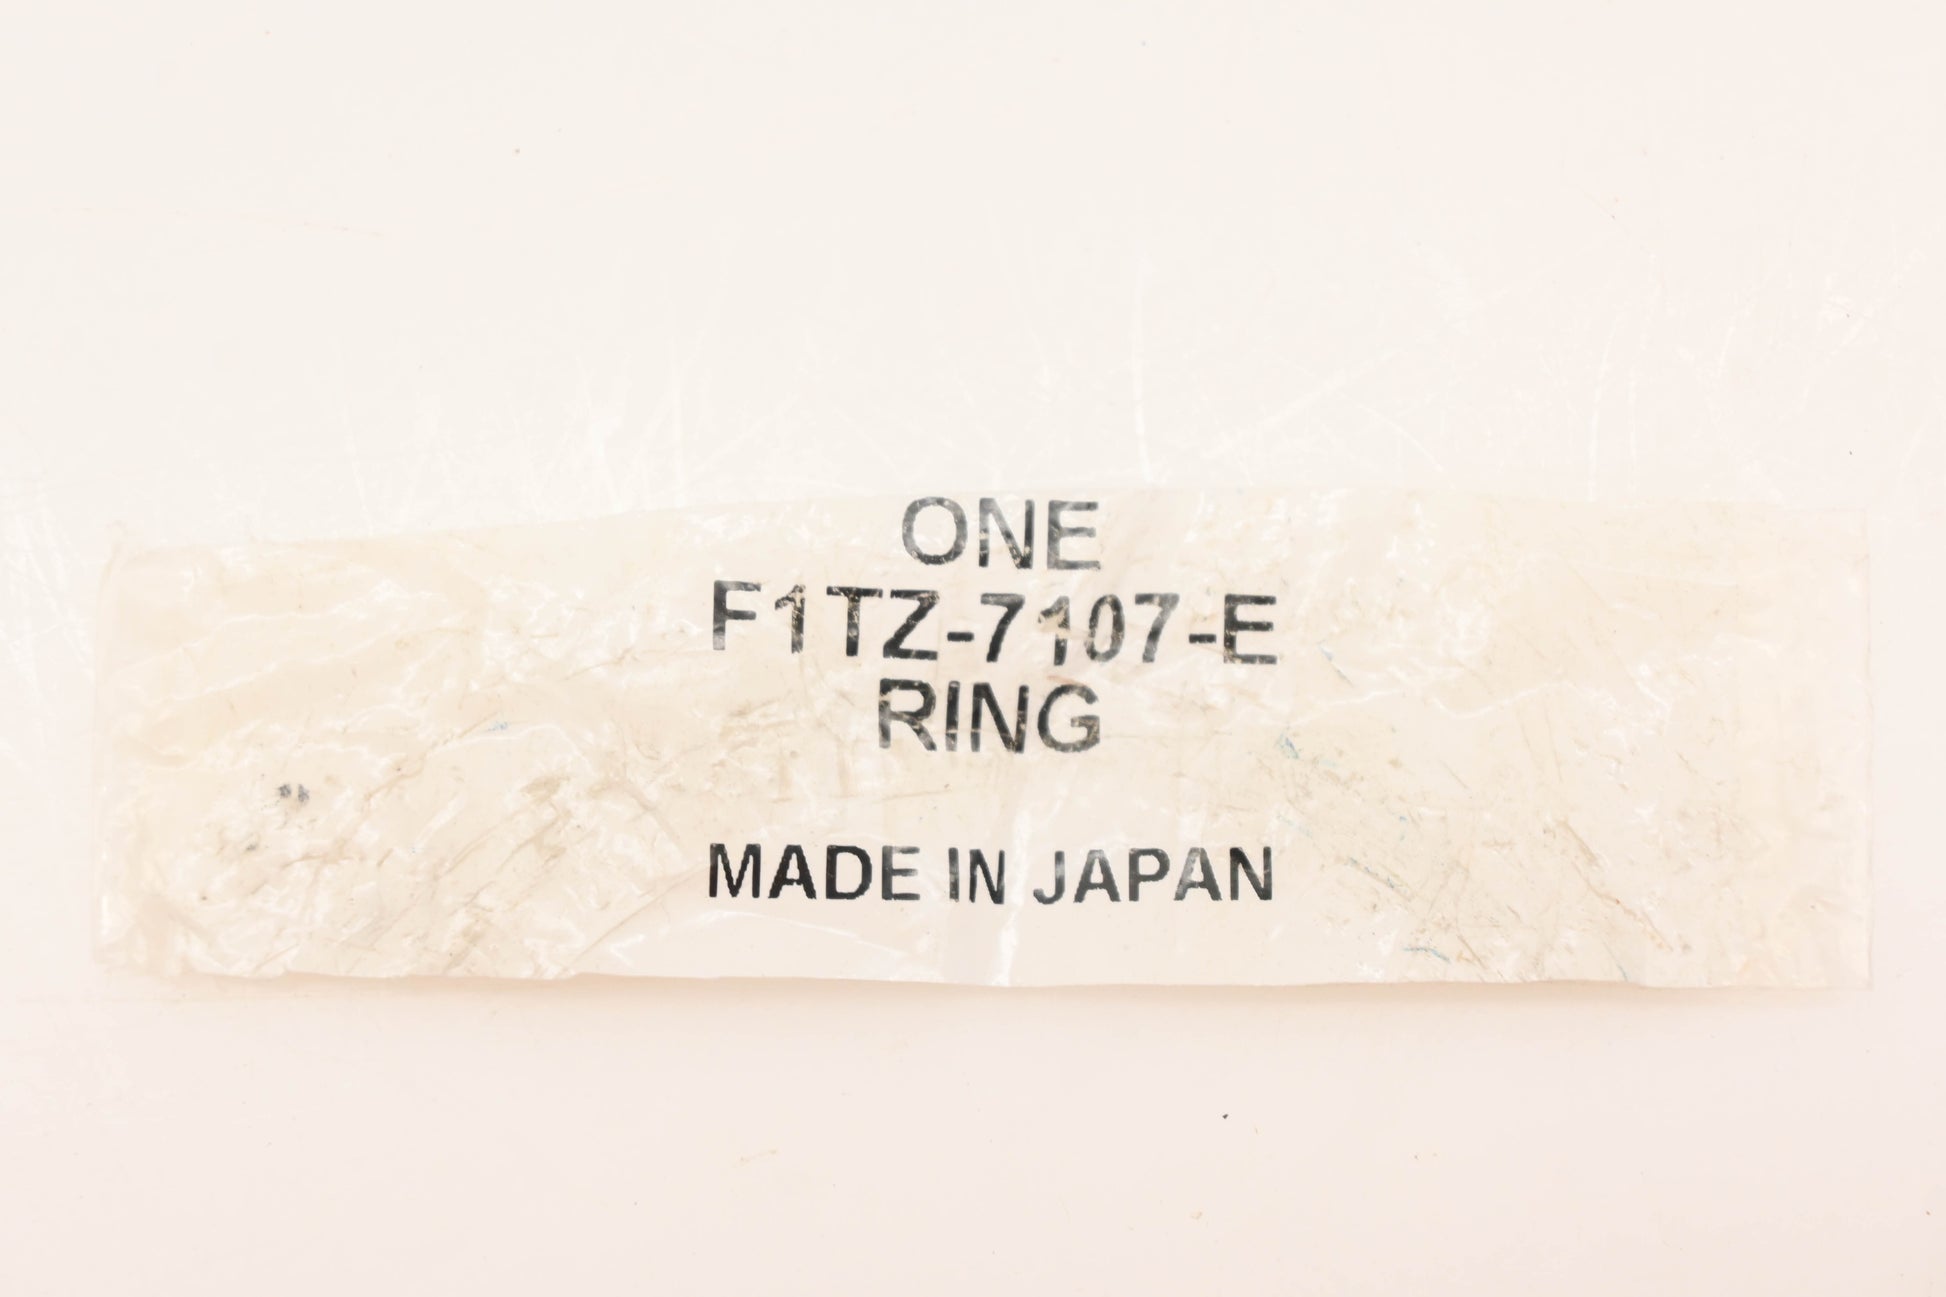 ONE
F1TZ-7107-E
RING
MADE IN JAPAN